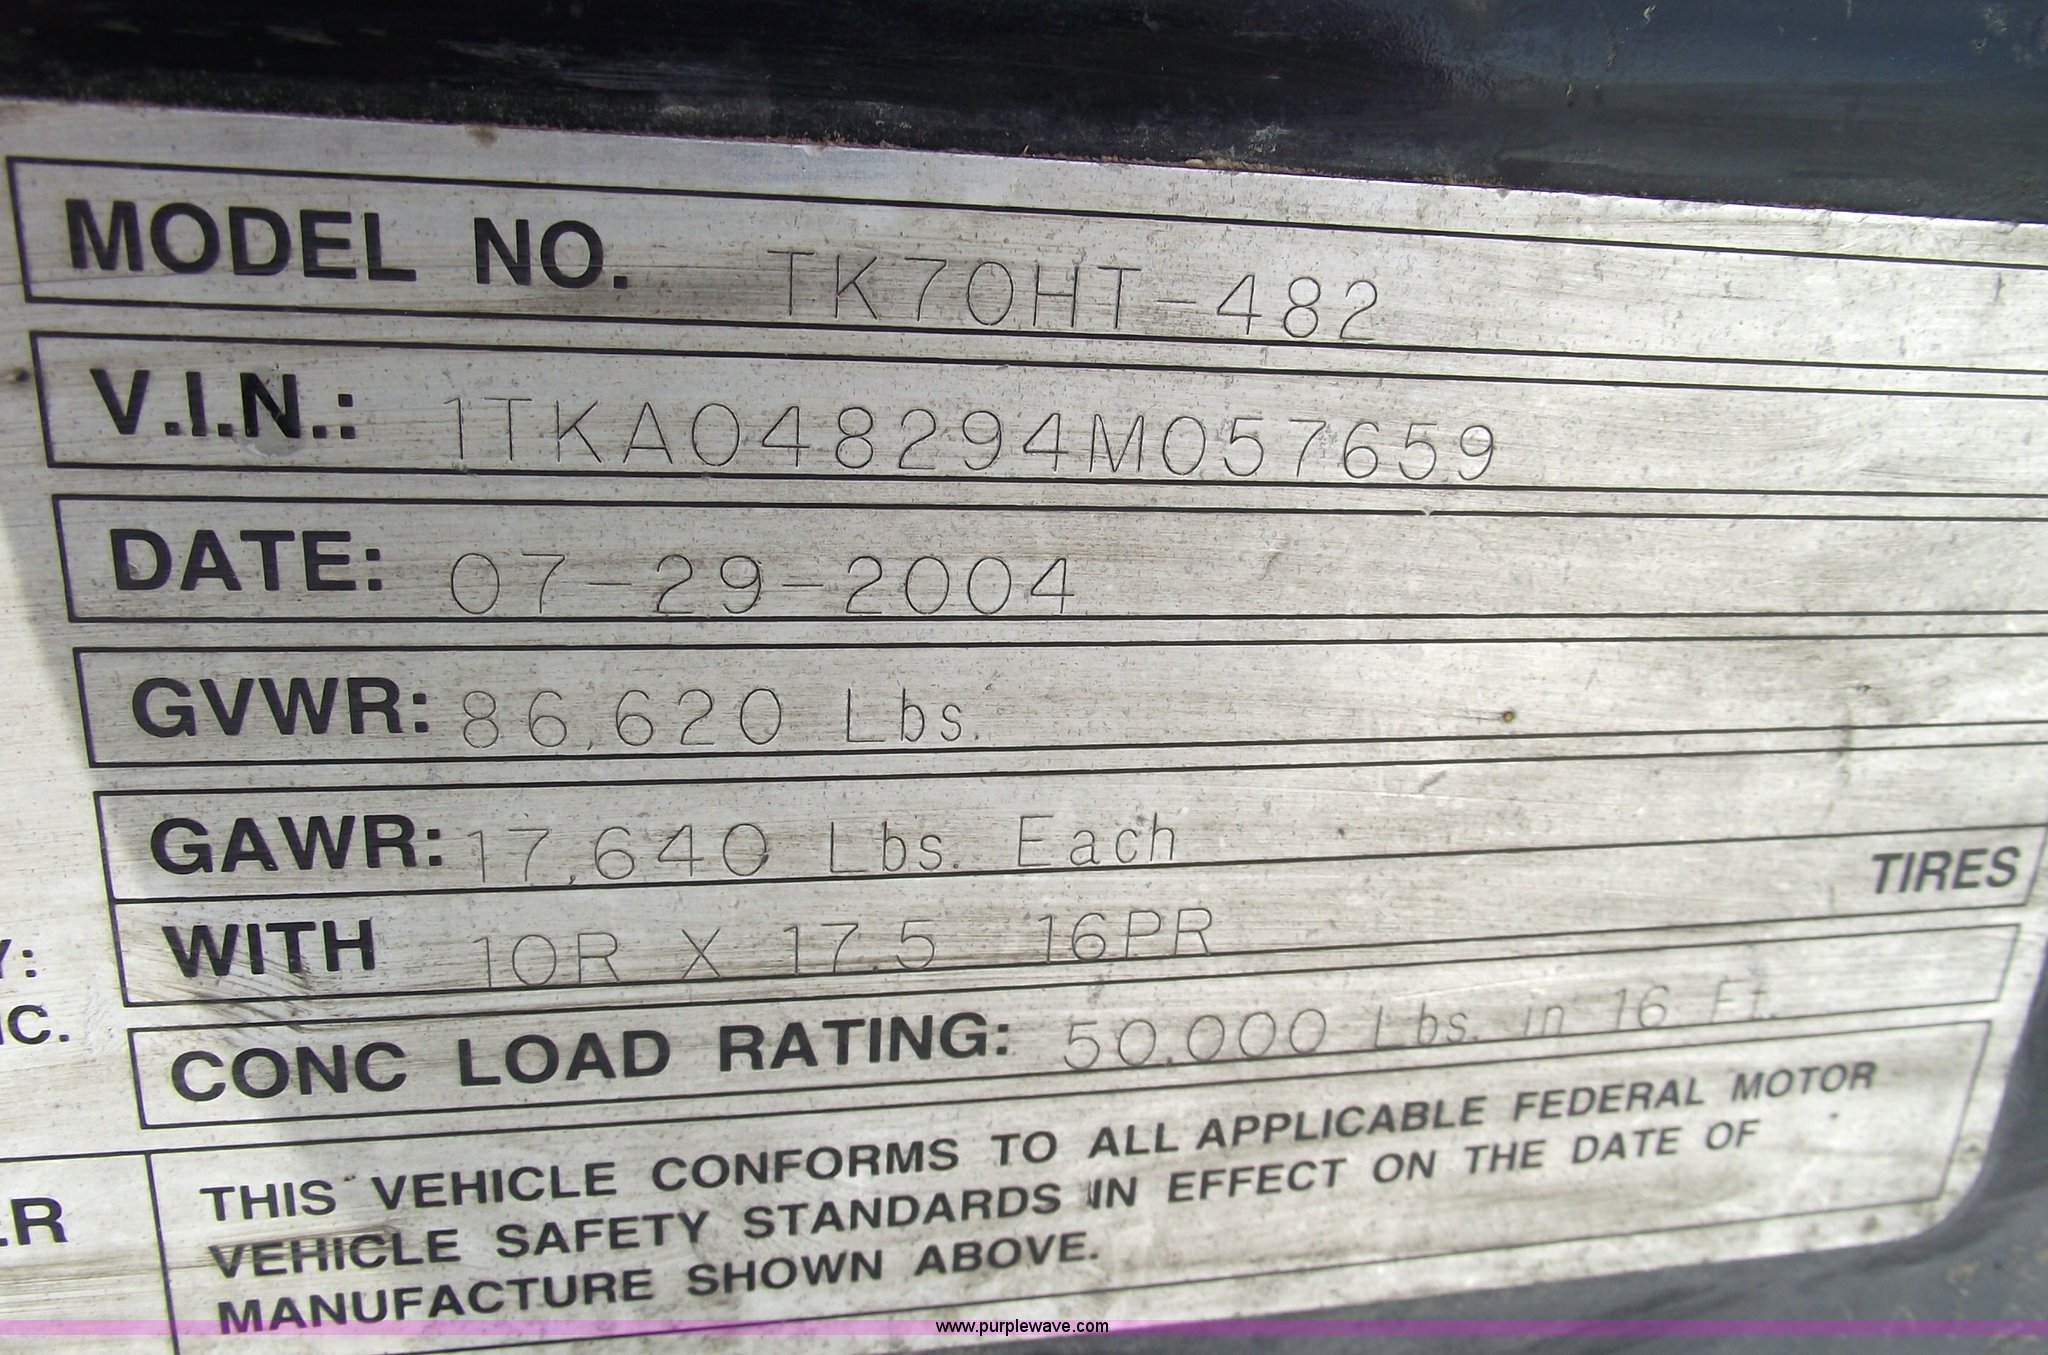 MODEL NO. TK70HT-482
V.I.N.: 1TKA048294M057659
DATE: 07-29-2004
GVWR: 86,620 Lbs.
GAWR: 17,640 Lbs. Each
TIRES
WITH 10R X 17.5 16PR
Y:
IC.
CONC LOAD RATING: 50,000 Lbs. in 16 Ft.
ER
THIS VEHICLE CONFORMS TO ALL APPLICABLE FEDERAL MOTOR
VEHICLE SAFETY STANDARDS IN EFFECT ON THE DATE OF
MANUFACTURE SHOWN ABOVE.
www.purplewave.com